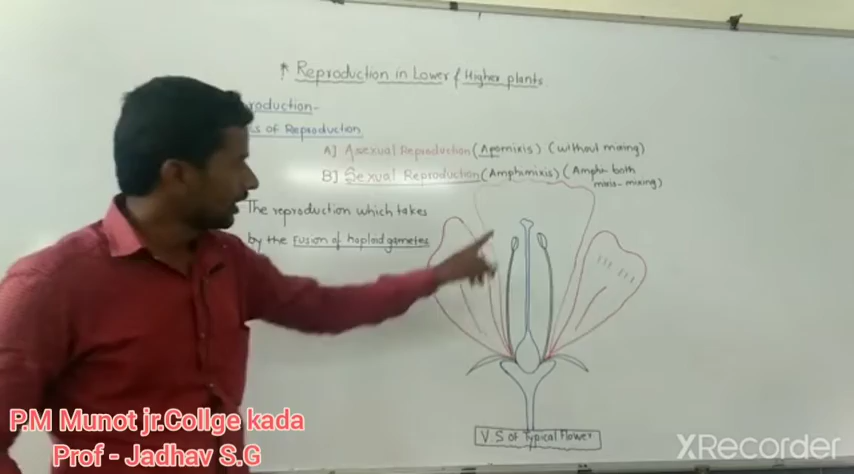 * Reproduction in Lower & Higher plants
roduction-
s of Reproduction
A] Asexual Reproduction (Apomixis) (without mixing)
B] Sexual Reproduction (Amphimixis) (Amphi- both
mixis- mixing)
The reproduction which takes
by the Fusion of haploid gametes
V.S of Typical Flower
P.M Munot jr.Collge kada
Prof - Jadhav S.G
XRecorder